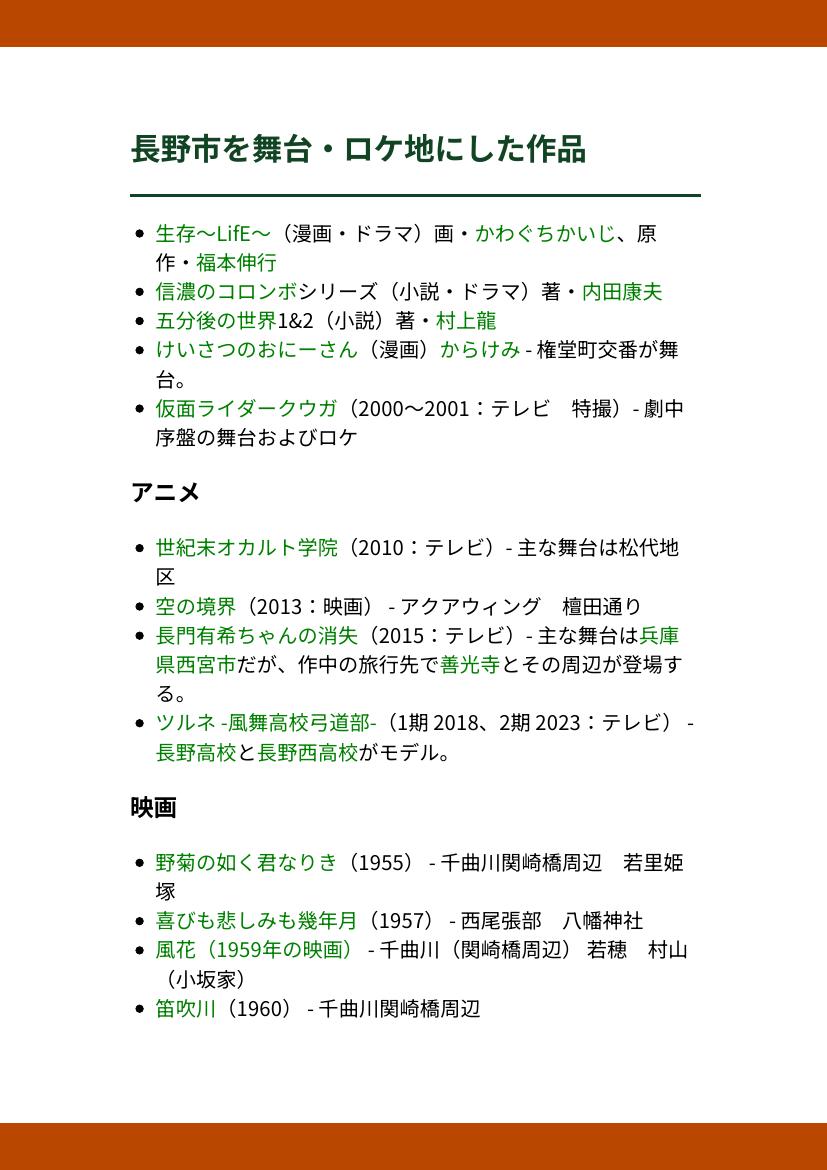 長野市を舞台・ロケ地にした作品
生存〜LifE〜（漫画・ドラマ）画・かわぐちかいじ、原
作・福本伸行
信濃のコロンボシリーズ（小説・ドラマ）著・内田康夫
五分後の世界1&2（小説）著・村上龍
けいさつのおにーさん（漫画）からけみ - 権堂町交番が舞
台。
仮面ライダークウガ（2000〜2001：テレビ　特撮）- 劇中
序盤の舞台およびロケ
アニメ
世紀末オカルト学院（2010：テレビ）- 主な舞台は松代地
区
空の境界（2013：映画） - アクアウィング　檀田通り
長門有希ちゃんの消失（2015：テレビ）- 主な舞台は兵庫
県西宮市だが、作中の旅行先で善光寺とその周辺が登場す
る。
ツルネ -風舞高校弓道部-（1期 2018、2期 2023：テレビ） -
長野高校と長野西高校がモデル。
映画
野菊の如く君なりき（1955） - 千曲川関崎橋周辺　若里姫
塚
喜びも悲しみも幾年月（1957） - 西尾張部　八幡神社
風花（1959年の映画） - 千曲川（関崎橋周辺） 若穂　村山
（小坂家）
笛吹川（1960） - 千曲川関崎橋周辺